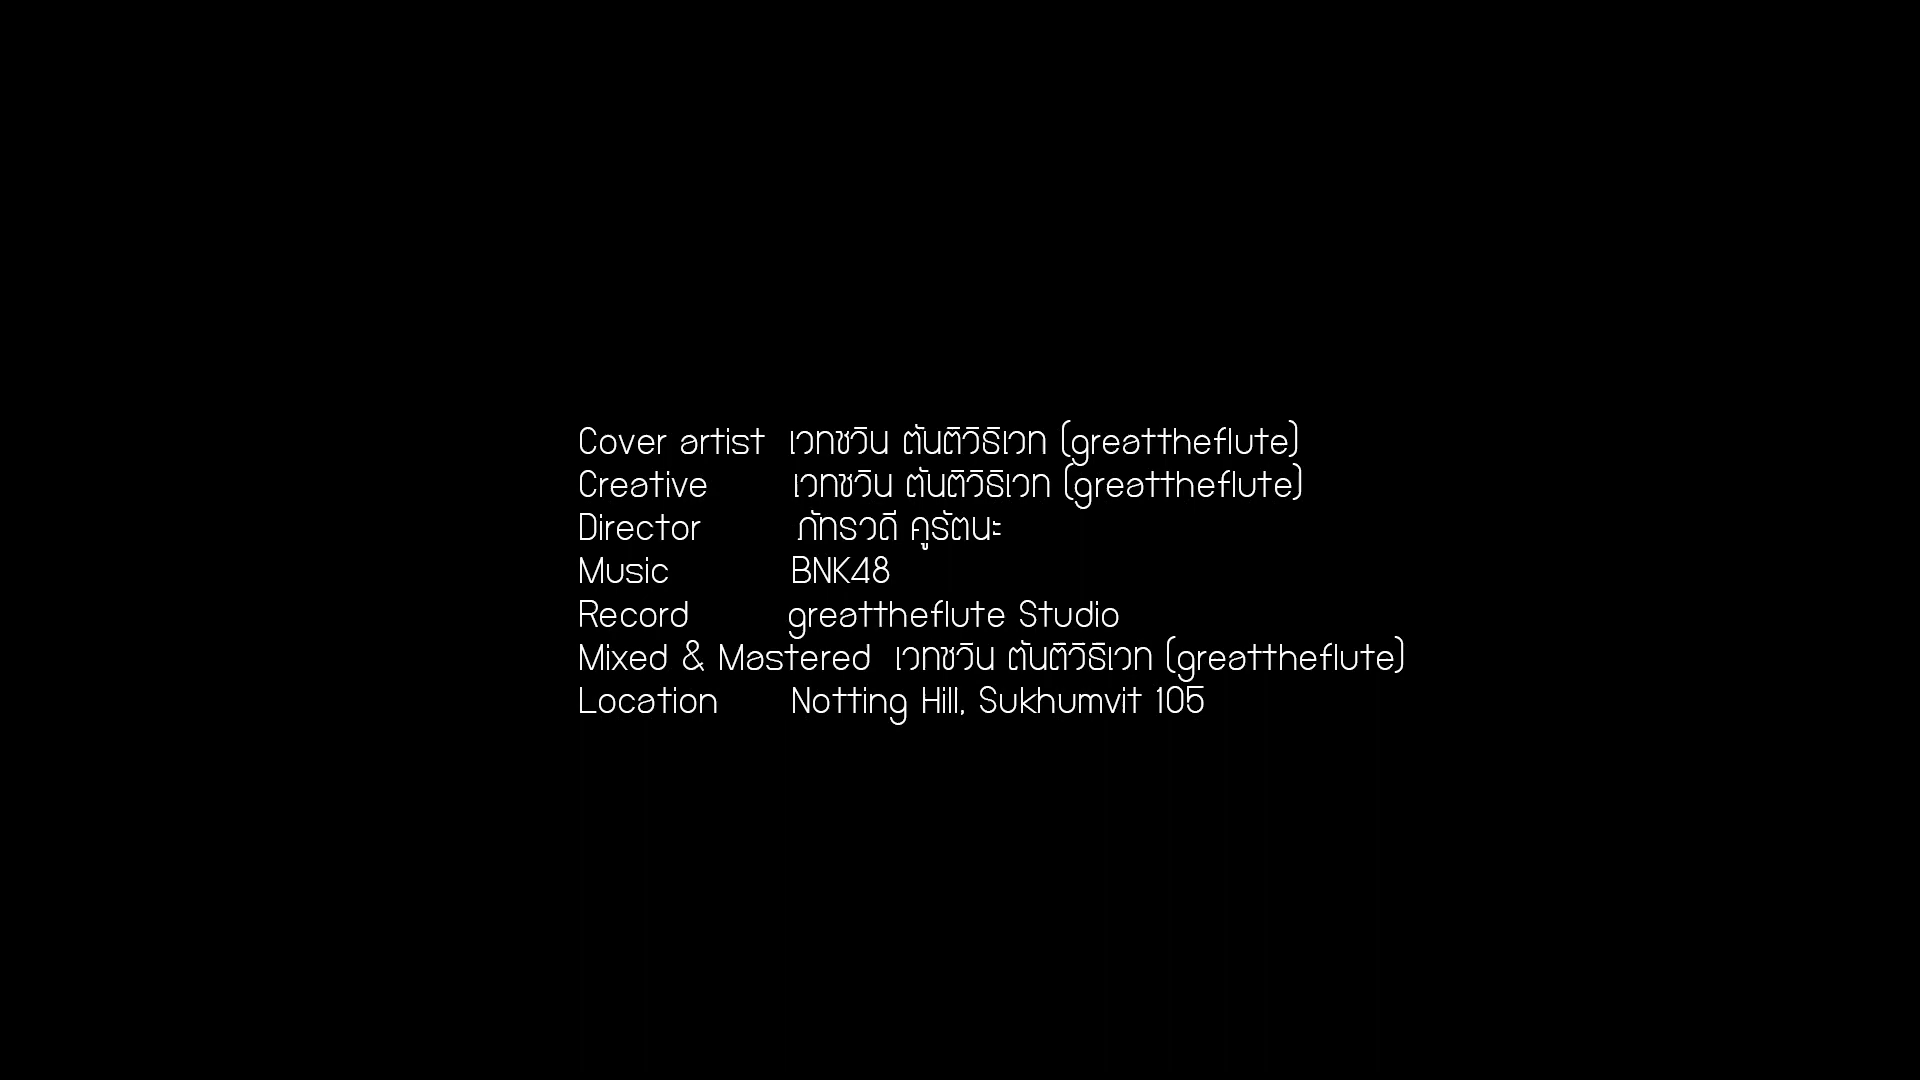 Cover artist เวทชวิน ตันติวิธิเวท (greattheflute)
Creative เวทชวิน ตันติวิธิเวท (greattheflute)
Director ภัทรวดี คูรัตนะ
Music BNK48
Record greattheflute Studio
Mixed & Mastered เวทชวิน ตันติวิธิเวท (greattheflute)
Location Notting Hill, Sukhumvit 105